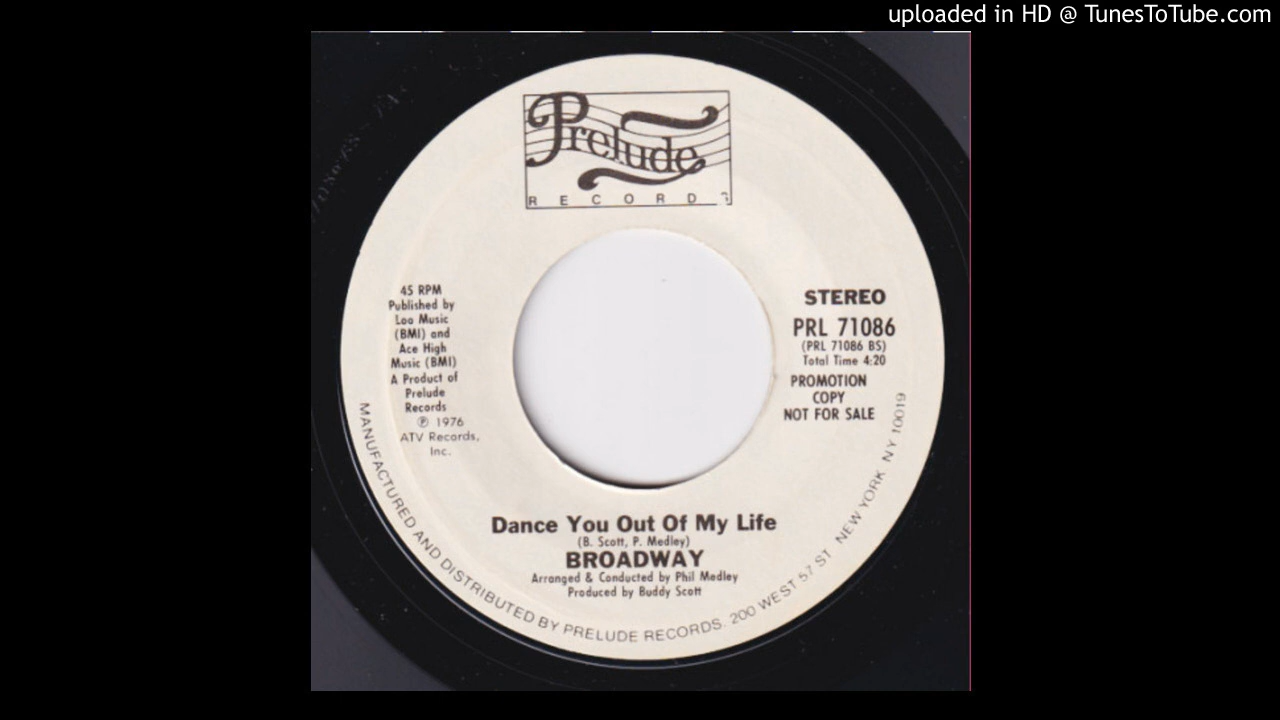 uploaded in HD @ TunesToTube.com
Prelude
RECORDS
45 RPM
Published by
Loo Music
(BMI) and
Ace High
Music (BMI)
A Product of
Prelude
Records
℗ 1976
ATV Records,
Inc.
STEREO
PRL 71086
(PRL 71086 BS)
Total Time 4:20
PROMOTION
COPY
NOT FOR SALE
Dance You Out Of My Life
(B. Scott, P. Medley)
BROADWAY
Arranged & Conducted by Phil Medley
Produced by Buddy Scott
MANUFACTURED AND DISTRIBUTED BY PRELUDE RECORDS. 200 WEST 57 ST NEW YORK NY 10019